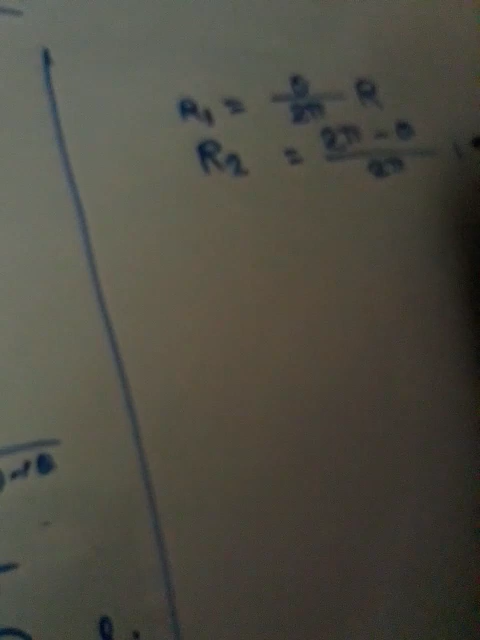 R₁ = θ/2π R
R₂ = 2π - θ/2π